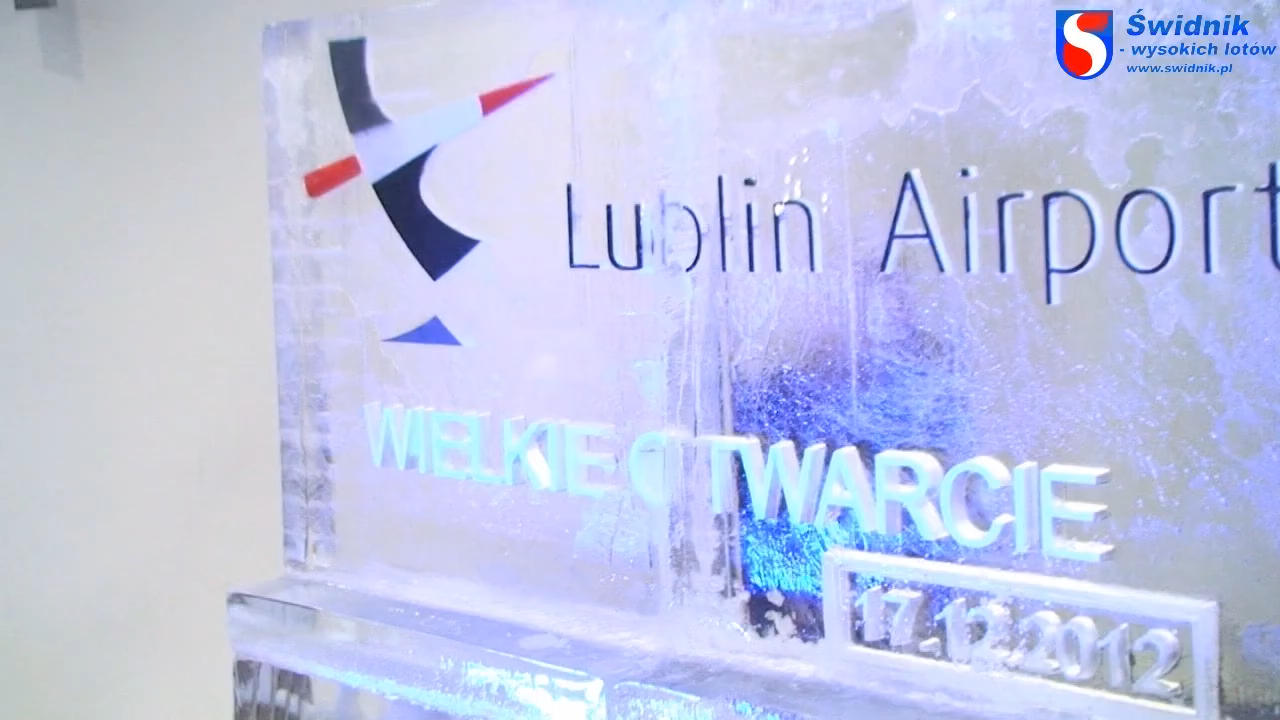 Świdnik
- wysokich lotów
www.swidnik.pl
Lublin Airport
WIELKIE OTWARCIE
17.12.2012